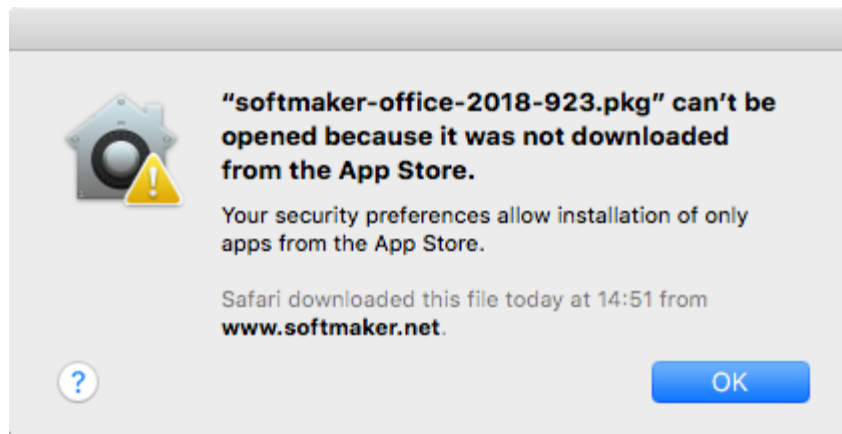 “softmaker-office-2018-923.pkg” can’t be
opened because it was not downloaded
from the App Store.
Your security preferences allow installation of only
apps from the App Store.
Safari downloaded this file today at 14:51 from
www.softmaker.net.
?
OK